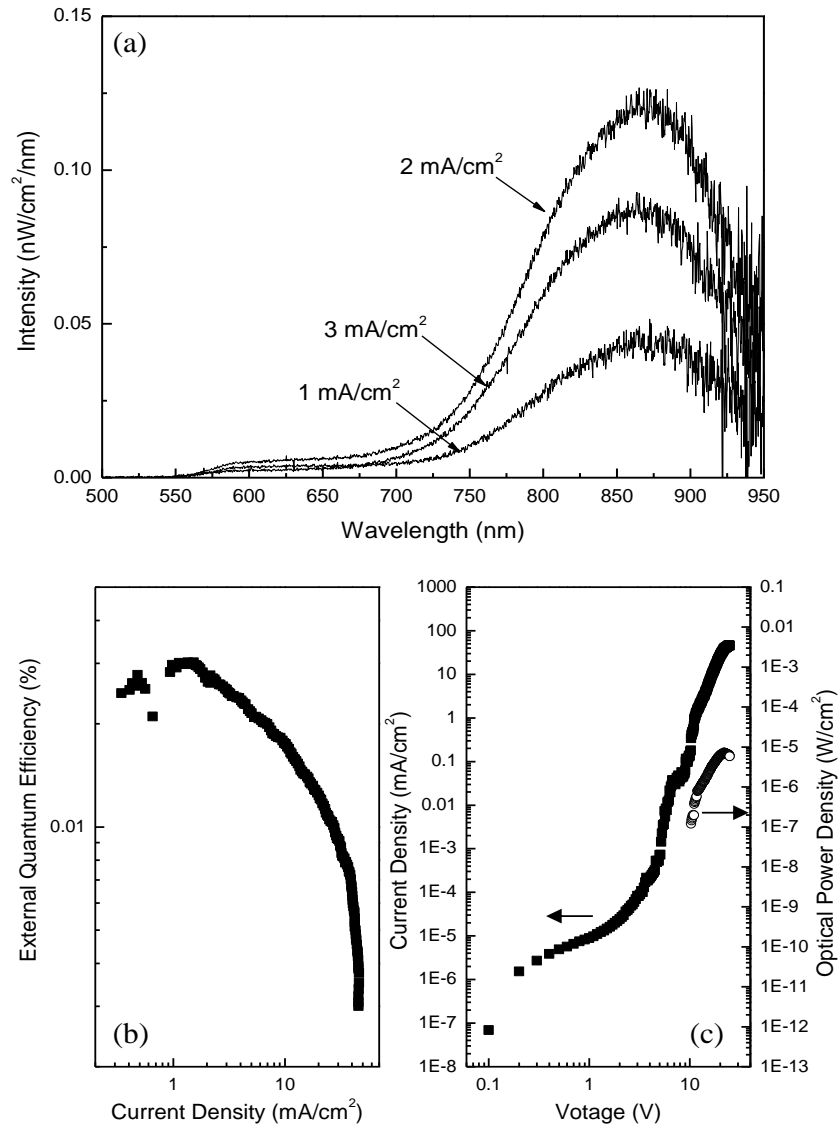 (a)
Intensity (nW/cm²/nm)
0.15
0.10
0.05
0.00
2 mA/cm²
3 mA/cm²
1 mA/cm²
500 550 600 650 700 750 800 850 900 950
Wavelength (nm)
External Quantum Efficiency (%)
0.01
(b)
1 10
Current Density (mA/cm²)
Current Density (mA/cm²)
1000
100
10
1
0.1
0.01
1E-3
1E-4
1E-5
1E-6
1E-7
1E-8
(c)
0.1 1 10
Votage (V)
0.1
0.01
1E-3
1E-4
1E-5
1E-6
1E-7
1E-8
1E-9
1E-10
1E-11
1E-12
1E-13
Optical Power Density (W/cm²)